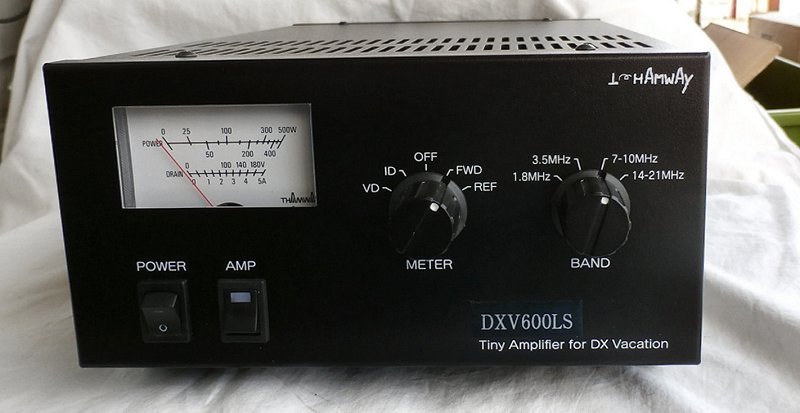 T HAMWAY
0 25 100 300 500W
POWER
50 200 400
0 100 140 180V
DRAIN
0 1 2 3 4 5A
THAMWAY
OFF
ID FWD
VD REF
METER
3.5MHz 7-10MHz
1.8MHz 14-21MHz
BAND
POWER AMP
O
DXV600LS
Tiny Amplifier for DX Vacation